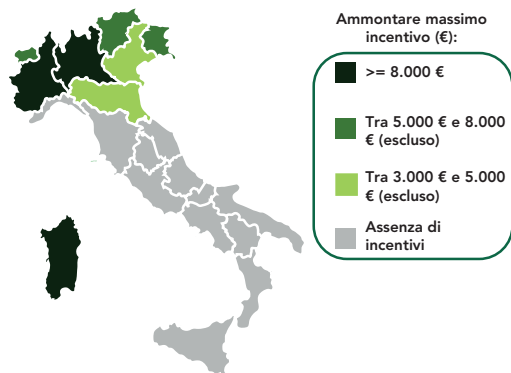 Ammontare massimo
incentivo (€):
>= 8.000 €
Tra 5.000 € e 8.000
€ (escluso)
Tra 3.000 € e 5.000
€ (escluso)
Assenza di
incentivi